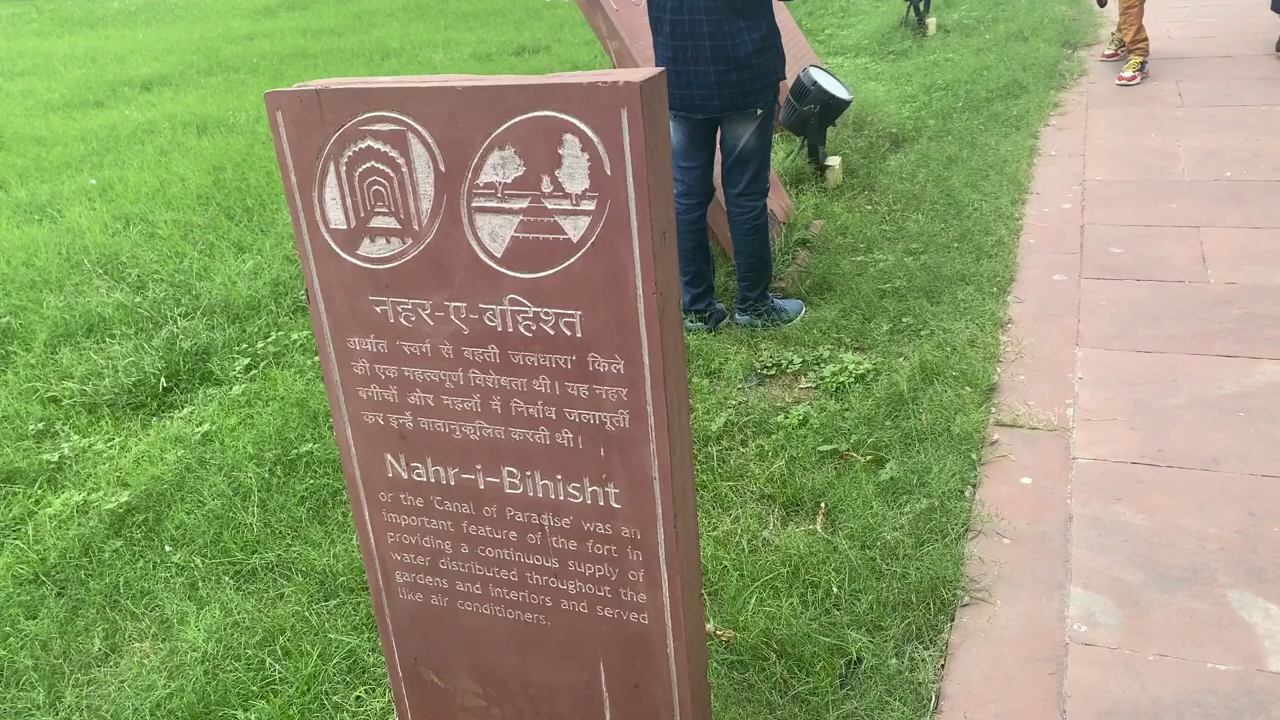 नहर-ए-बहिश्त
अर्थात 'स्वर्ग से बहती जलधारा' किले
की एक महत्वपूर्ण विशेषता थी। यह नहर
बगीचों और महलों में निर्बाध जलापूर्ती
कर इन्हें वातानुकूलित करती थी।
Nahr-i-Bihisht
or the 'Canal of Paradise' was an
important feature of the fort in
providing a continuous supply of
water distributed throughout the
gardens and interiors and served
like air conditioners.